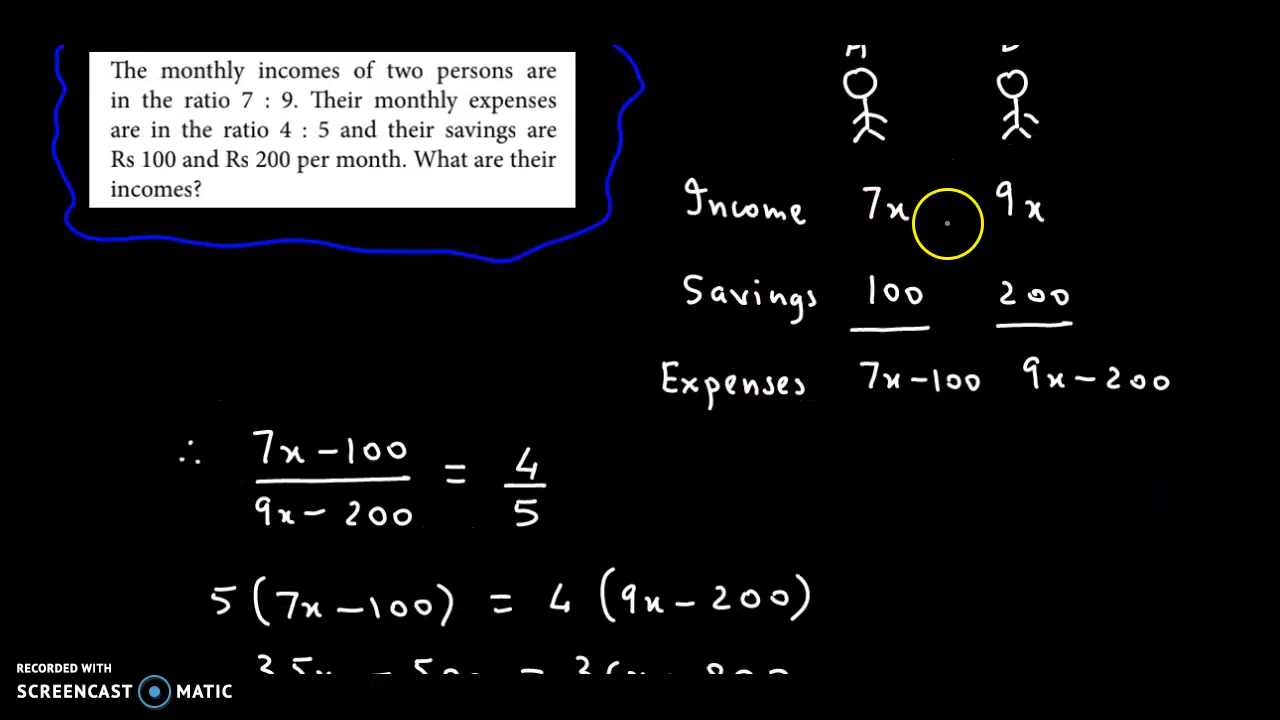 The monthly incomes of two persons are
in the ratio 7 : 9. Their monthly expenses
are in the ratio 4 : 5 and their savings are
Rs 100 and Rs 200 per month. What are their
incomes?
Income 7x 9x
Savings 100 200
Expenses 7x-100 9x-200
∴ 7x-100 / 9x-200 = 4 / 5
5(7x-100) = 4(9x-200)
RECORDED WITH
SCREENCAST MATIC